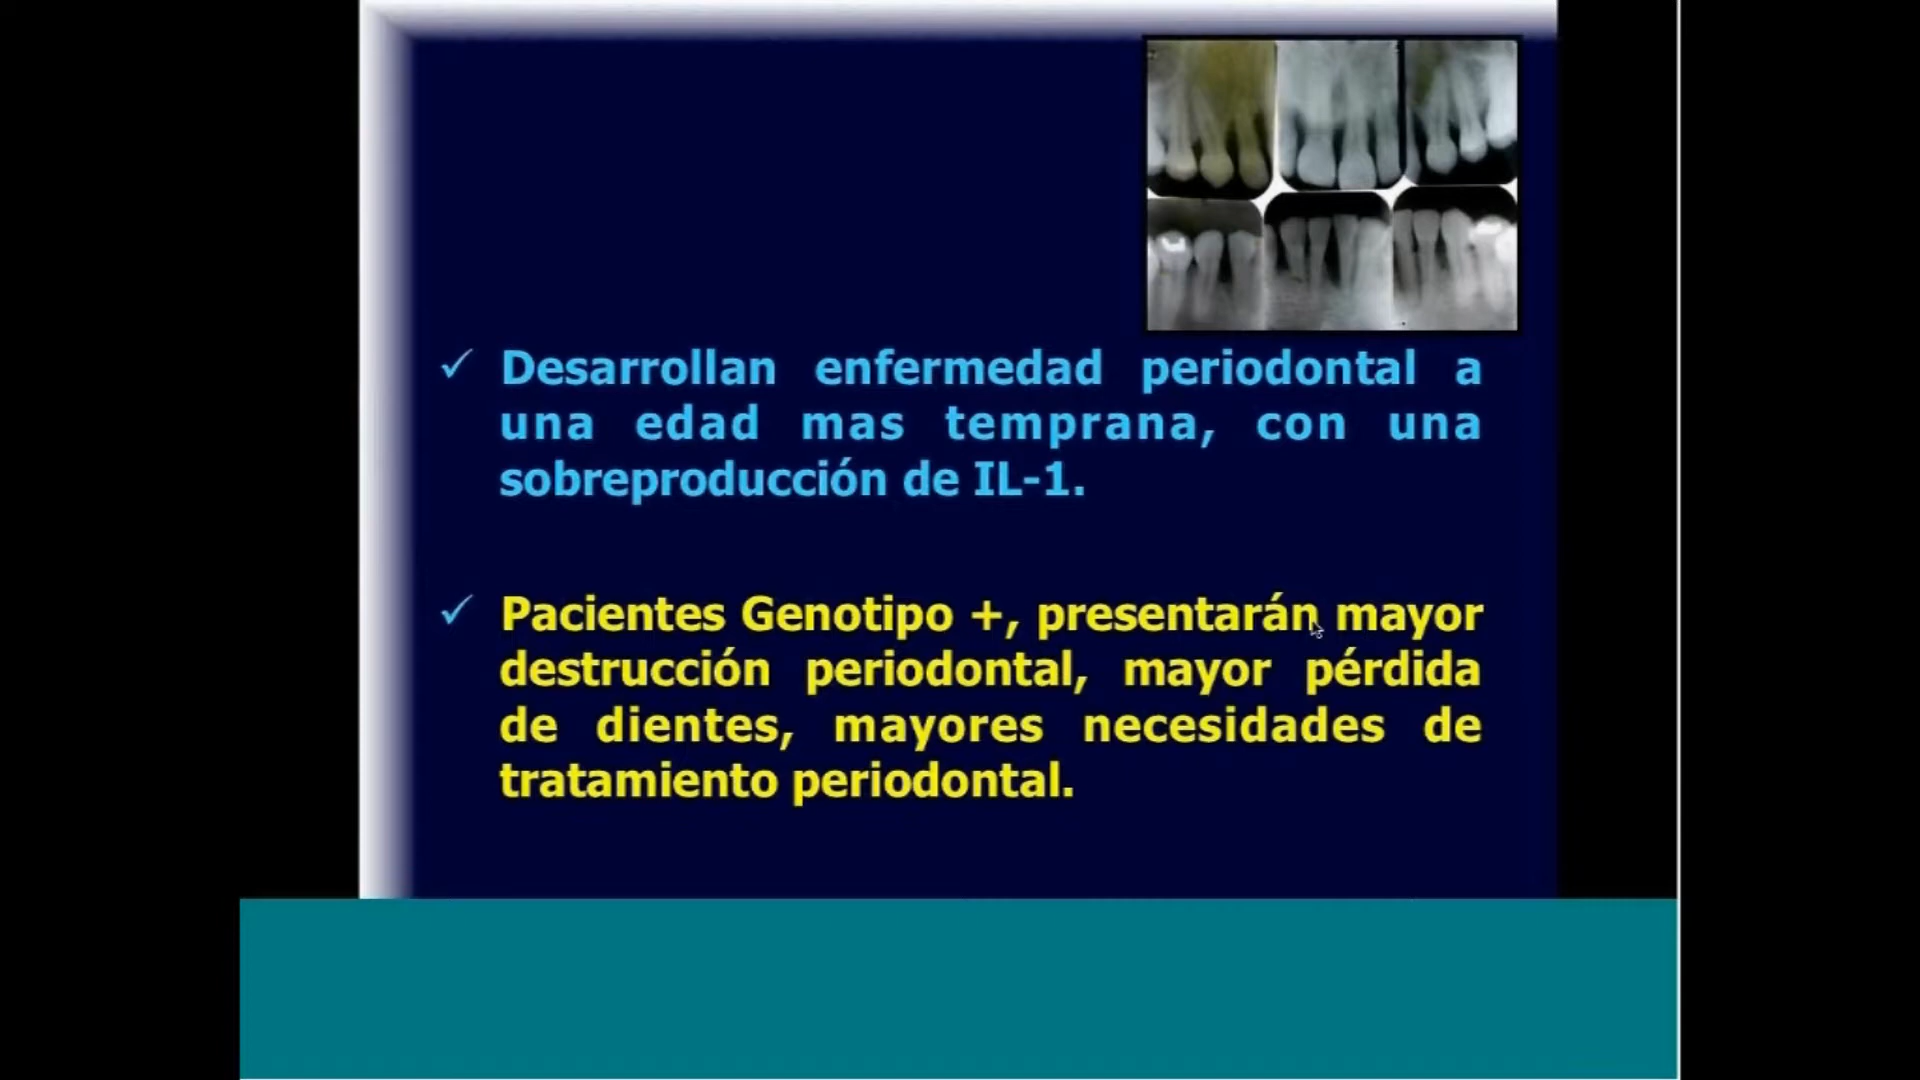 ✓ Desarrollan enfermedad periodontal a
una edad mas temprana, con una
sobreproducción de IL-1.
✓ Pacientes Genotipo +, presentarán mayor
destrucción periodontal, mayor pérdida
de dientes, mayores necesidades de
tratamiento periodontal.